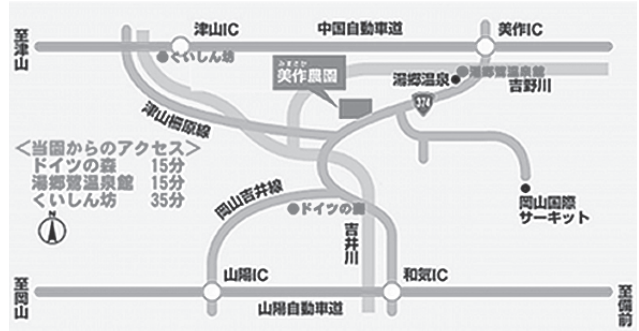 津山IC
中国自動車道
美作IC
至津山
くいしん坊
みまさか
美作農園
湯郷鷺温泉館
湯郷温泉
吉野川
374
津山柵原線
＜当園からのアクセス＞
ドイツの森 15分
湯郷鷺温泉館 15分
くいしん坊 35分
N
岡山吉井線
ドイツの森
吉井川
岡山国際
サーキット
山陽IC
和気IC
至岡山
山陽自動車道
至備前